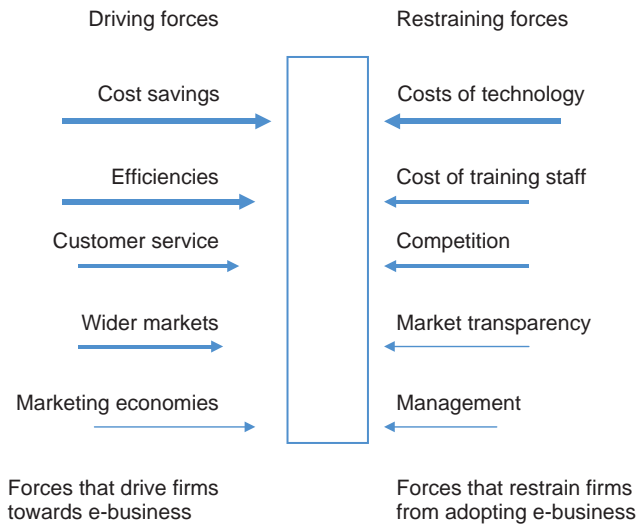 Driving forces
Restraining forces
Cost savings
Costs of technology
Efficiencies
Cost of training staff
Customer service
Competition
Wider markets
Market transparency
Marketing economies
Management
Forces that drive firms
towards e-business
Forces that restrain firms
from adopting e-business